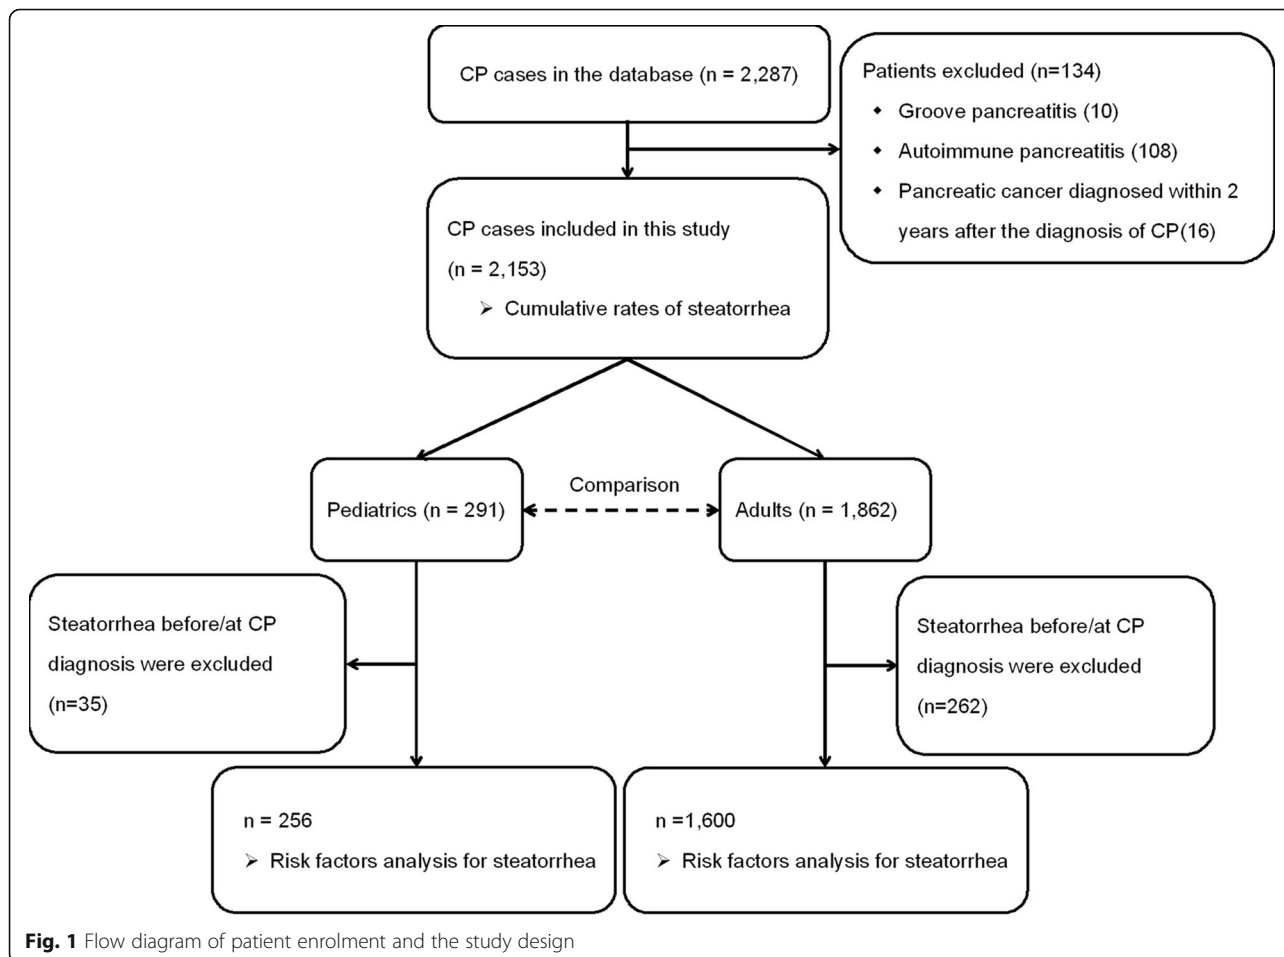 CP cases in the database (n = 2,287)
Patients excluded (n=134)
◆ Groove pancreatitis (10)
◆ Autoimmune pancreatitis (108)
◆ Pancreatic cancer diagnosed within 2
years after the diagnosis of CP(16)
CP cases included in this study
(n = 2,153)
➢ Cumulative rates of steatorrhea
Pediatrics (n = 291)
Comparison
Adults (n = 1,862)
Steatorrhea before/at CP
diagnosis were excluded
(n=35)
Steatorrhea before/at CP
diagnosis were excluded
(n=262)
n = 256
➢ Risk factors analysis for steatorrhea
n =1,600
➢ Risk factors analysis for steatorrhea
Fig. 1 Flow diagram of patient enrolment and the study design